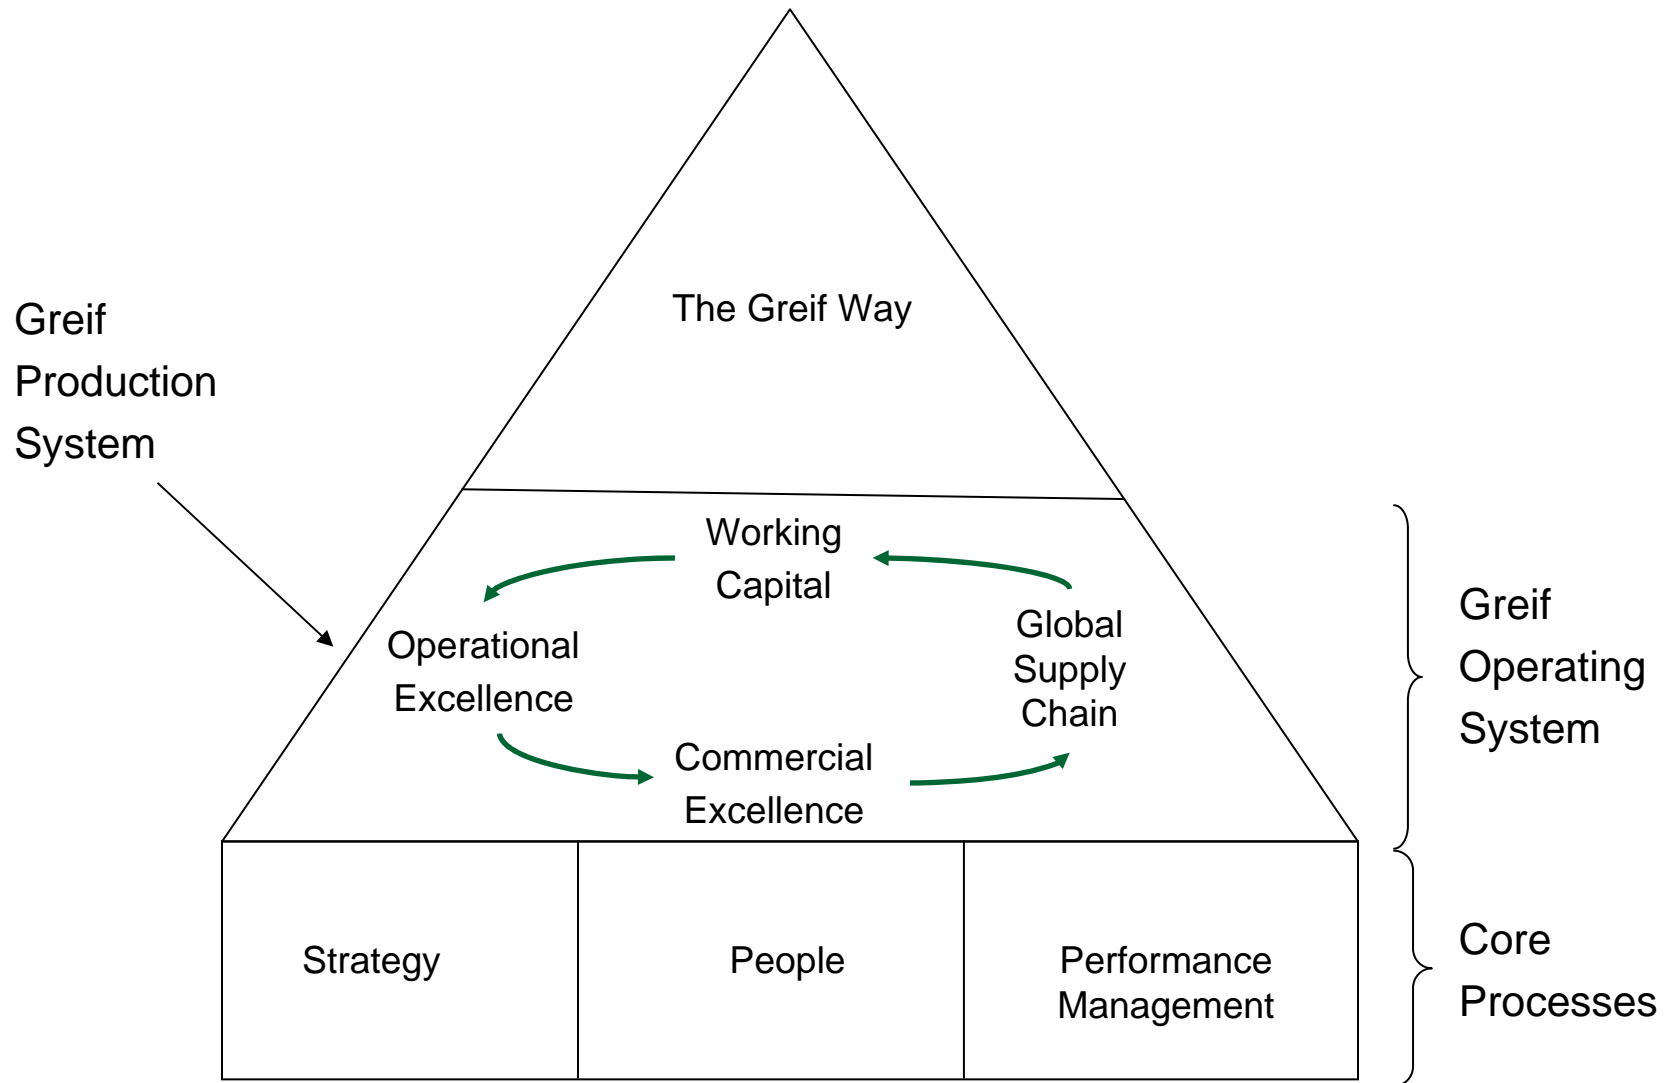 The Greif Way
Greif
Production
System
Working
Capital
Operational
Excellence
Global
Supply
Chain
Commercial
Excellence
Greif
Operating
System
Strategy
People
Performance
Management
Core
Processes